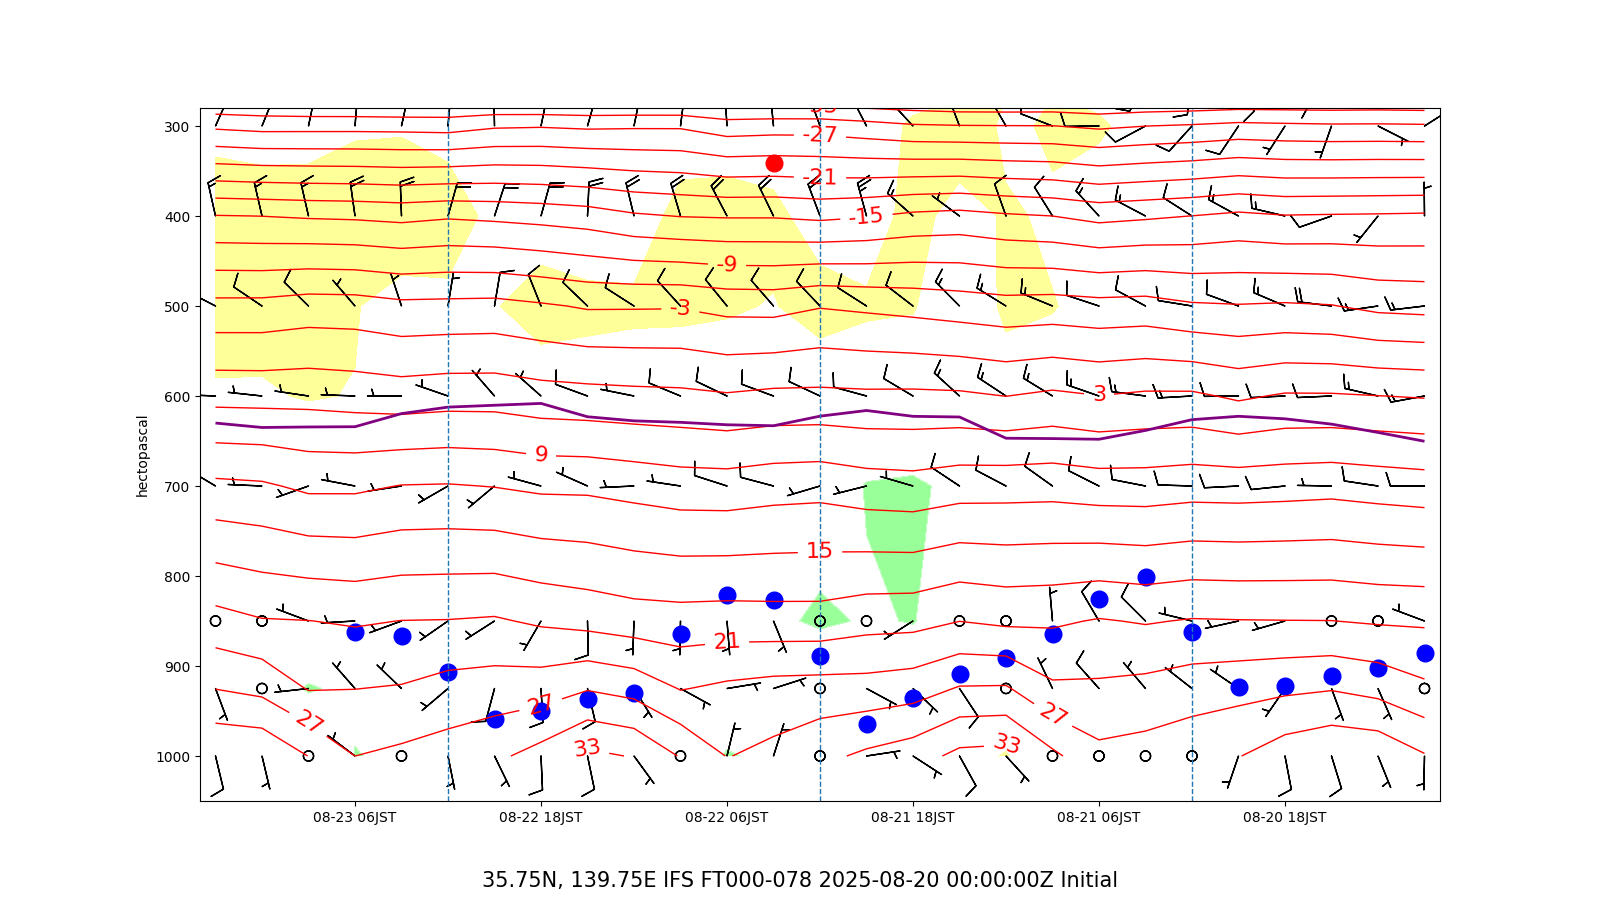 -33
300
-27
-21
400
-15
-9
500
-3
600
3
9
hectopascal
700
15
800
21
900
27
27
27
33
33
1000
08-23 06JST
08-22 18JST
08-22 06JST
08-21 18JST
08-21 06JST
08-20 18JST
35.75N, 139.75E IFS FT000-078 2025-08-20 00:00:00Z Initial